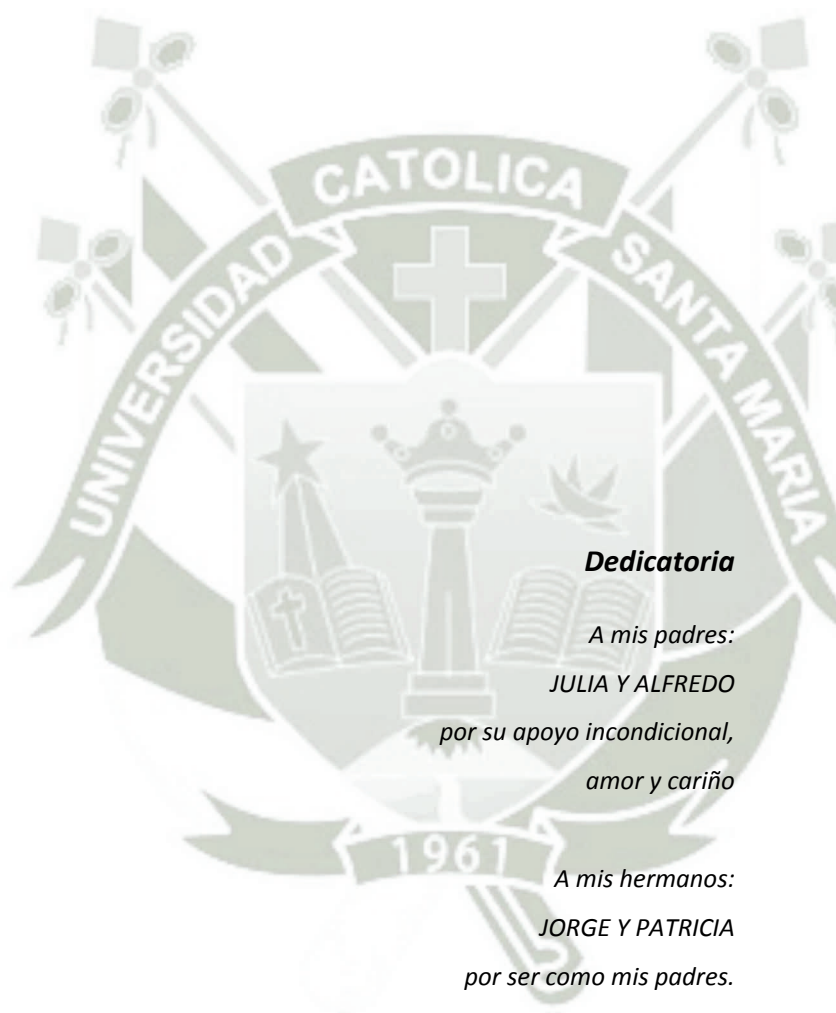 UNIVERSIDAD CATOLICA SANTA MARIA
Dedicatoria
A mis padres:
JULIA Y ALFREDO
por su apoyo incondicional,
amor y cariño
1961
A mis hermanos:
JORGE Y PATRICIA
por ser como mis padres.